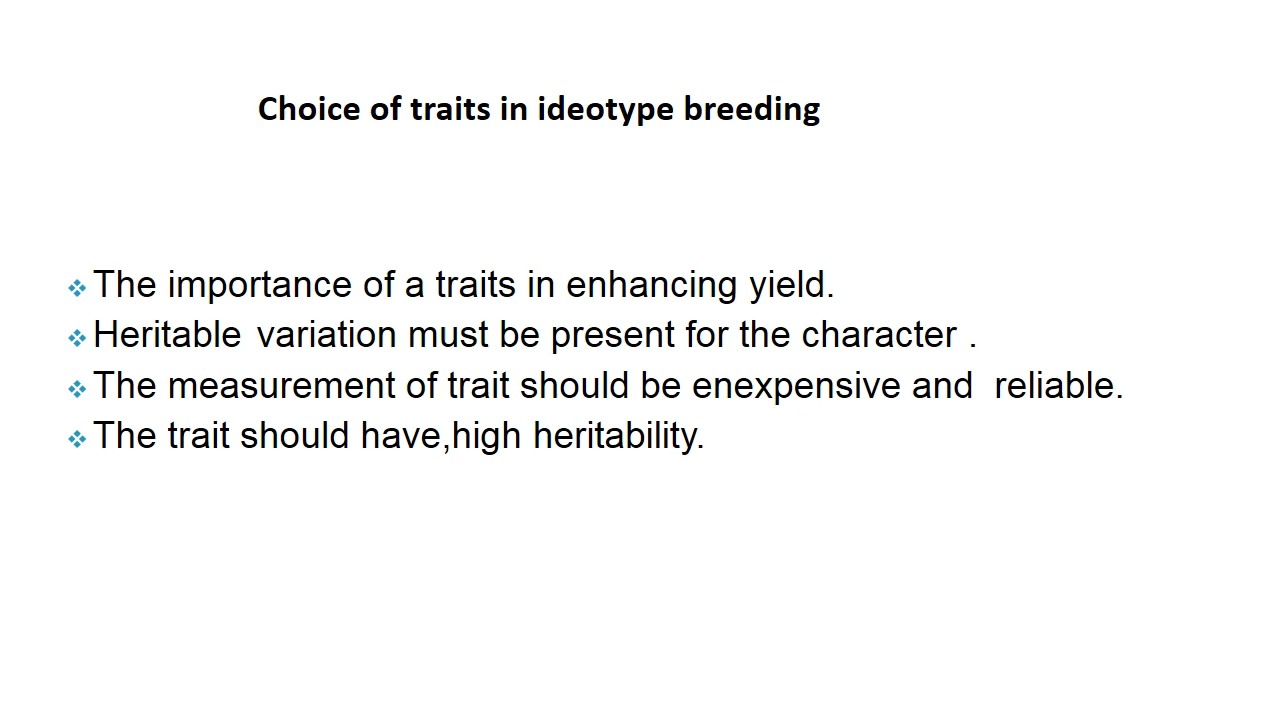 Choice of traits in ideotype breeding
❖ The importance of a traits in enhancing yield.
❖ Heritable variation must be present for the character .
❖ The measurement of trait should be enexpensive and reliable.
❖ The trait should have,high heritability.